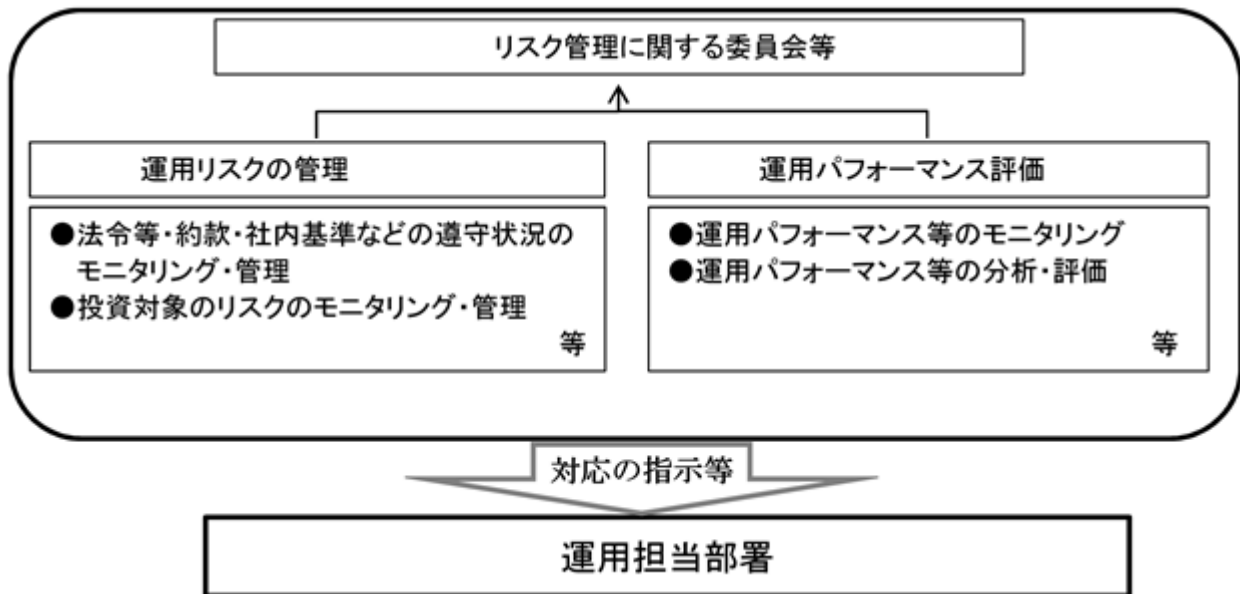 リスク管理に関する委員会等
運用リスクの管理
●法令等・約款・社内基準などの遵守状況の
モニタリング・管理
●投資対象のリスクのモニタリング・管理
等
運用パフォーマンス評価
●運用パフォーマンス等のモニタリング
●運用パフォーマンス等の分析・評価
等
対応の指示等
運用担当部署